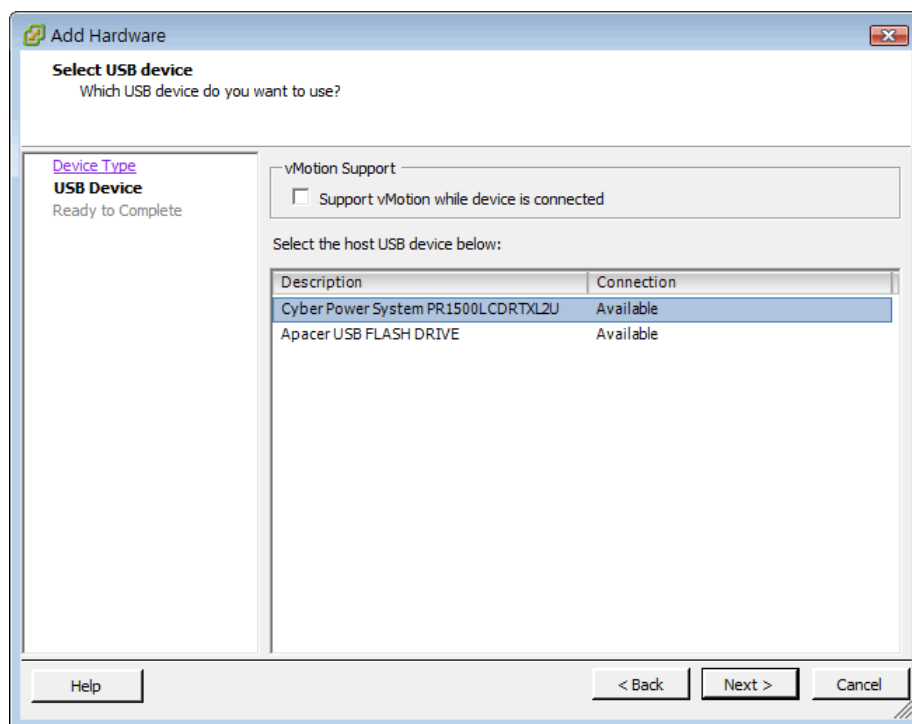 Add Hardware
Select USB device
Which USB device do you want to use?
Device Type
USB Device
Ready to Complete
vMotion Support
Support vMotion while device is connected
Select the host USB device below:
Description Connection
Cyber Power System PR1500LCDRTXL2U Available
Apacer USB FLASH DRIVE Available
Help < Back Next > Cancel